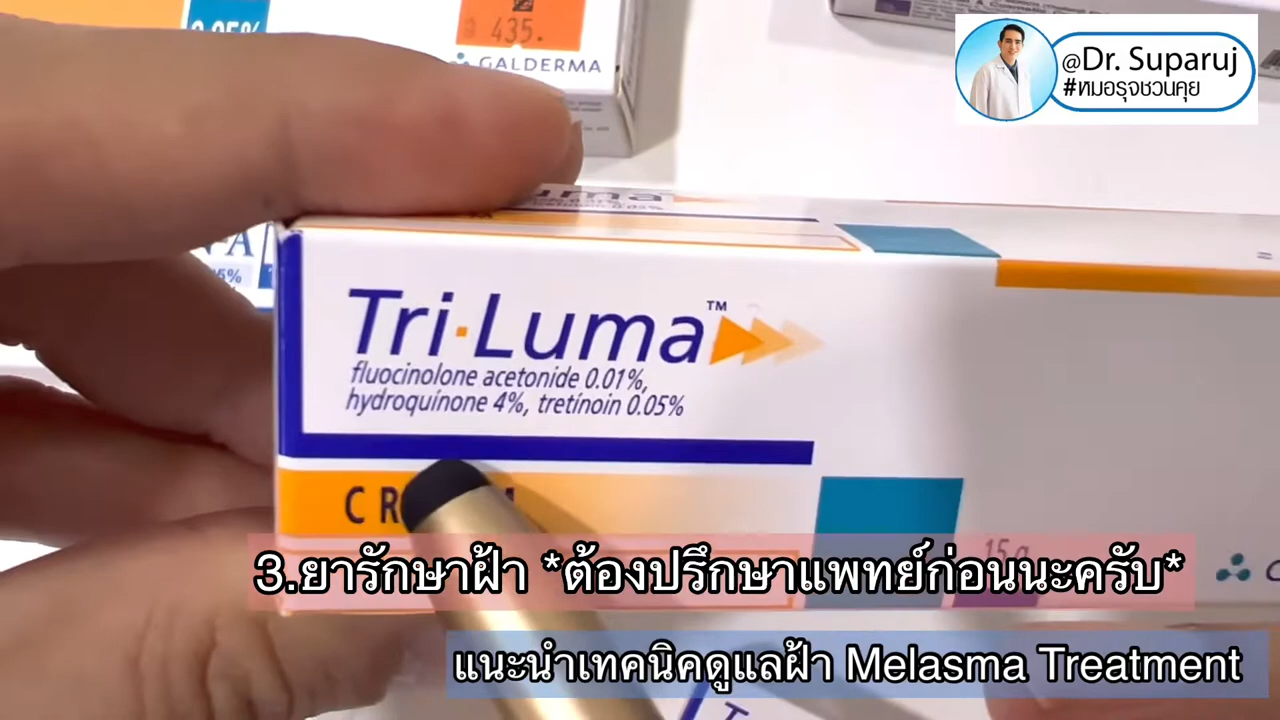 0.05%
435.
GALDERMA
@Dr. Suparuj
#หมอรุจชวนคุย
Tri·Luma™
fluocinolone acetonide 0.01%,
hydroquinone 4%, tretinoin 0.05%
15 g
3.ยารักษาฝ้า *ต้องปรึกษาแพทย์ก่อนนะครับ*
แนะนำเทคนิคดูแลฝ้า Melasma Treatment